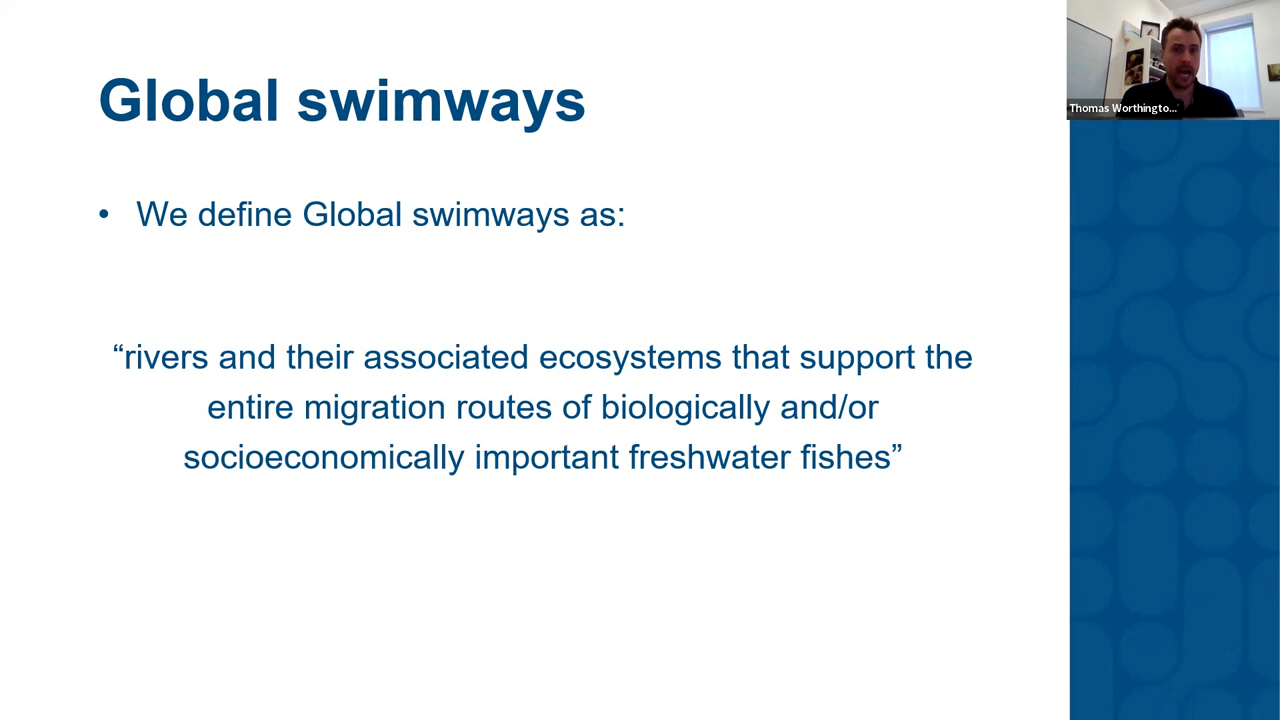 Global swimways
• We define Global swimways as:
“rivers and their associated ecosystems that support the
entire migration routes of biologically and/or
socioeconomically important freshwater fishes”
Thomas Worthingto...